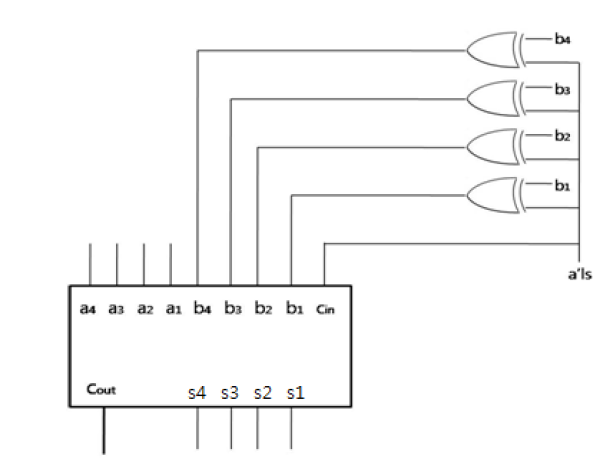 b4
b3
b2
b1
a'ls
a4 a3 a2 a1 b4 b3 b2 b1 Cin
Cout s4 s3 s2 s1